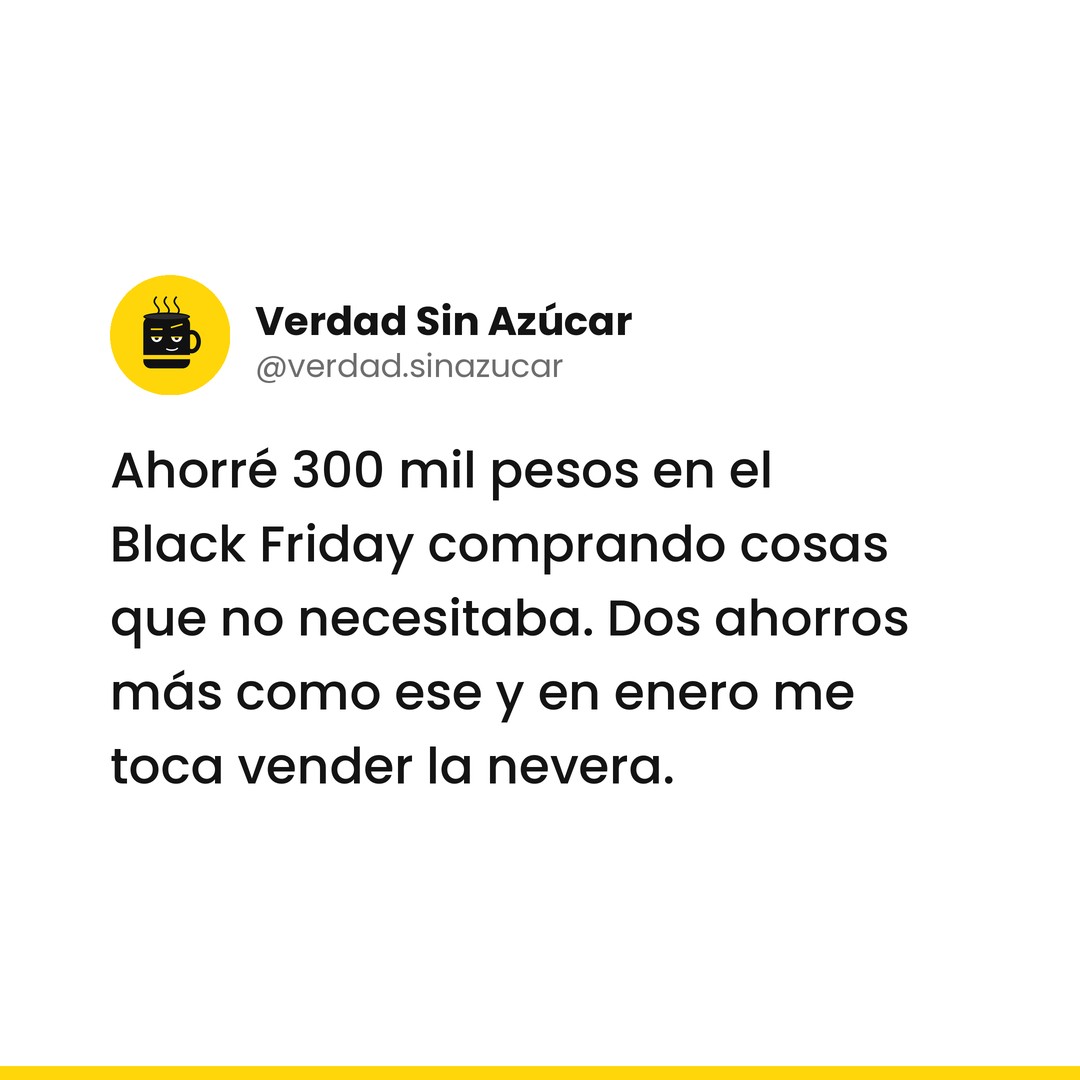 Verdad Sin Azúcar
@verdad.sinazucar
Ahorré 300 mil pesos en el
Black Friday comprando cosas
que no necesitaba. Dos ahorros
más como ese y en enero me
toca vender la nevera.